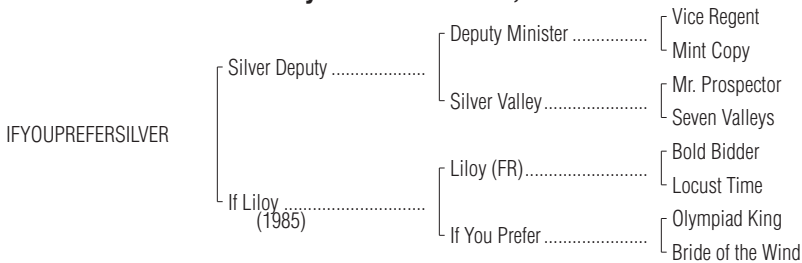 Vice Regent
Deputy Minister ................
Mint Copy
Silver Deputy ....................
Mr. Prospector
Silver Valley......................
Seven Valleys
IFYOUPREFERSILVER
Bold Bidder
Liloy (FR)..........................
Locust Time
If Liloy ..............................
(1985)
Olympiad King
If You Prefer......................
Bride of the Wind